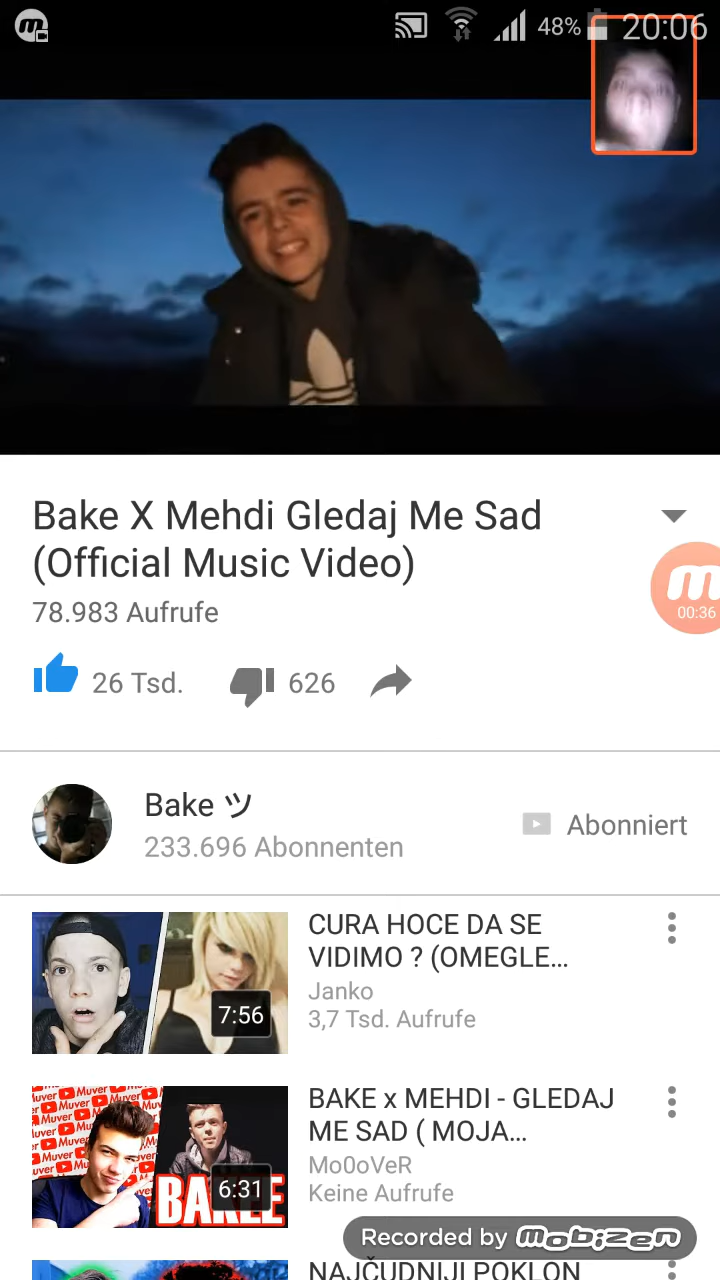 48% 20:06
Bake X Mehdi Gledaj Me Sad
(Official Music Video)
78.983 Aufrufe
00:36
26 Tsd. 626
Bake ツ
233.696 Abonnenten
Abonniert
CURA HOCE DA SE
VIDIMO ? (OMEGLE...
Janko
3,7 Tsd. Aufrufe
7:56
BAKE x MEHDI - GLEDAJ
ME SAD ( MOJA...
Mo0oVeR
Keine Aufrufe
Muver
6:31
Recorded by mobizen
NAJČUDNIJI POKLON